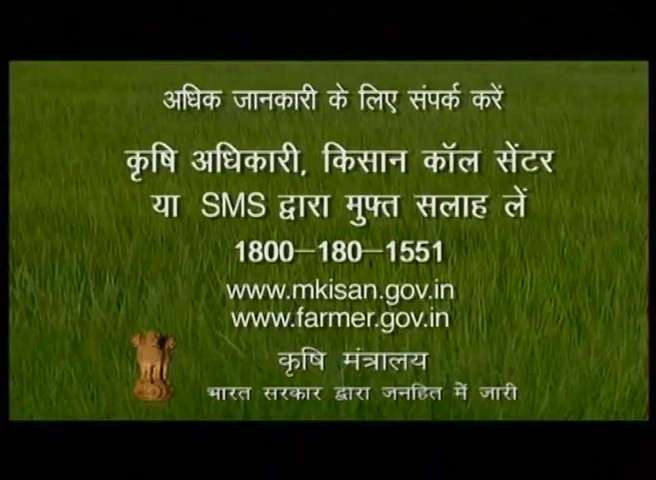 अधिक जानकारी के लिए संपर्क करें
कृषि अधिकारी, किसान कॉल सेंटर
या SMS द्वारा मुफ्त सलाह लें
1800–180–1551
www.mkisan.gov.in
www.farmer.gov.in
कृषि मंत्रालय
भारत सरकार द्वारा जनहित में जारी